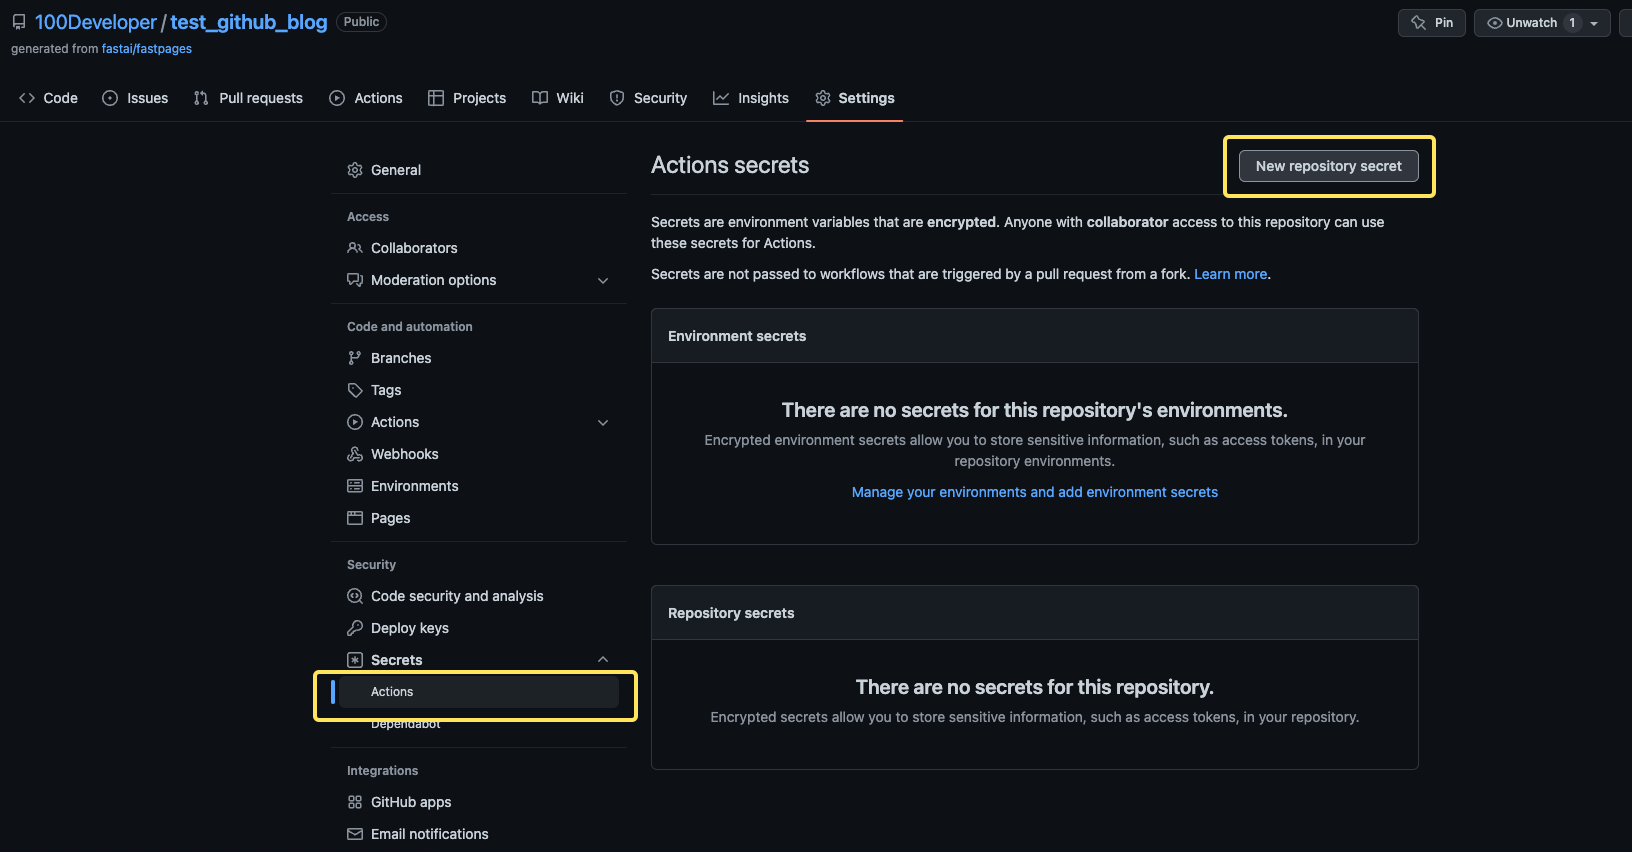 100Developer / test_github_blog Public
Pin
Unwatch 1
generated from fastai/fastpages
Code
Issues
Pull requests
Actions
Projects
Wiki
Security
Insights
Settings
General
Access
Collaborators
Moderation options
Code and automation
Branches
Tags
Actions
Webhooks
Environments
Pages
Security
Code security and analysis
Deploy keys
Secrets
Actions
Dependabot
Integrations
GitHub apps
Email notifications
Actions secrets
New repository secret
Secrets are environment variables that are encrypted. Anyone with collaborator access to this repository can use
these secrets for Actions.
Secrets are not passed to workflows that are triggered by a pull request from a fork. Learn more.
Environment secrets
There are no secrets for this repository's environments.
Encrypted environment secrets allow you to store sensitive information, such as access tokens, in your
repository environments.
Manage your environments and add environment secrets
Repository secrets
There are no secrets for this repository.
Encrypted secrets allow you to store sensitive information, such as access tokens, in your repository.